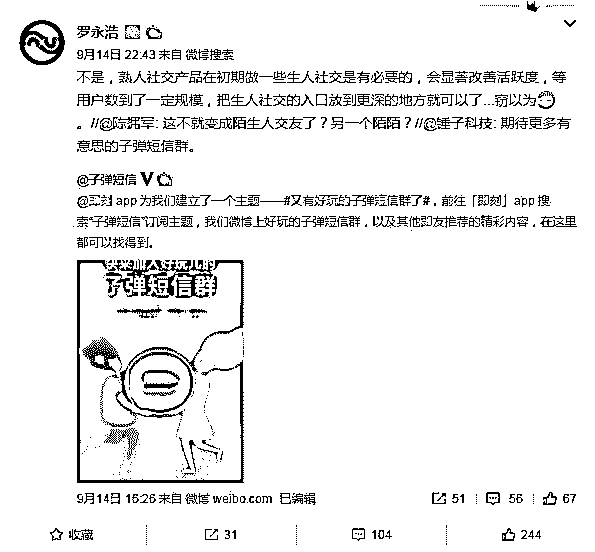 罗永浩
9月14日 22:43 来自 微博搜索
不是，熟人社交产品在初期做一些生人社交是有必要的，会显著改善活跃度，等
用户数到了一定规模，把生人社交的入口放到更深的地方就可以了...窃以为
。//@陈拐军: 这不就变成陌生人交友了？另一个陌陌？//@锤子科技: 期待更多有
意思的子弹短信群。
@子弹短信
@即刻 app 为我们建立了一个主题——#又有好玩的子弹短信群了#，前往「即刻」app 搜
索“子弹短信”订阅主题，我们微博上好玩的子弹短信群，以及其他即友推荐的精彩内容，在这里
都可以找得到。
快来加入好玩儿的
子弹短信群
9月14日 16:26 来自 微博 weibo.com 已编辑
51 56 67
收藏 31 104 244